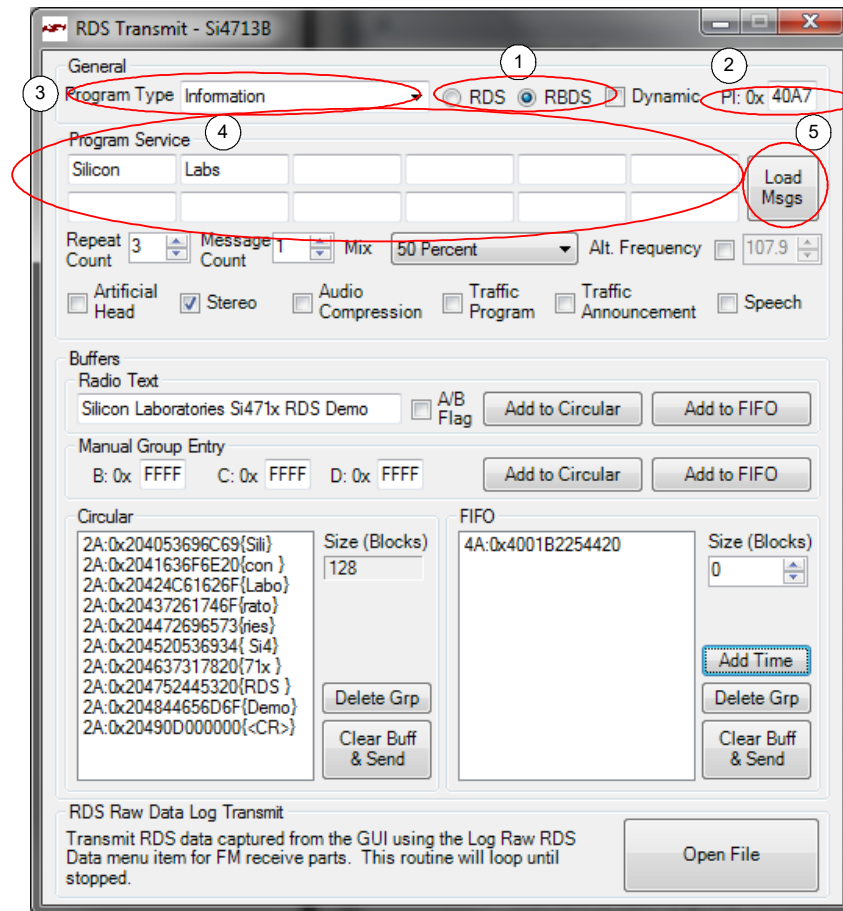 RDS Transmit - Si4713B
General
1
2
3
Program Type Information RDS RBDS Dynamic PI: 0x 40A7
4
5
Program Service
Silicon Labs
Load Msgs
Repeat Count 3 Message Count 1 Mix 50 Percent Alt. Frequency 107.9
Artificial Head Stereo Audio Compression Traffic Program Traffic Announcement Speech
Buffers
Radio Text
Silicon Laboratories Si471x RDS Demo A/B Flag Add to Circular Add to FIFO
Manual Group Entry
B: 0x FFFF C: 0x FFFF D: 0x FFFF Add to Circular Add to FIFO
Circular
2A:0x204053696C69{Sili}
2A:0x2041636F6E20{con }
2A:0x20424C61626F{Labo}
2A:0x20437261746F{rato}
2A:0x204472696573{ries}
2A:0x204520536934{ Si4}
2A:0x204637317820{71x }
2A:0x204752445320{RDS }
2A:0x204844656D6F{Demo}
2A:0x20490D000000{<CR>}
Size (Blocks)
128
Delete Grp
Clear Buff
& Send
FIFO
4A:0x4001B2254420
Size (Blocks)
0
Add Time
Delete Grp
Clear Buff
& Send
RDS Raw Data Log Transmit
Transmit RDS data captured from the GUI using the Log Raw RDS
Data menu item for FM receive parts. This routine will loop until
stopped.
Open File